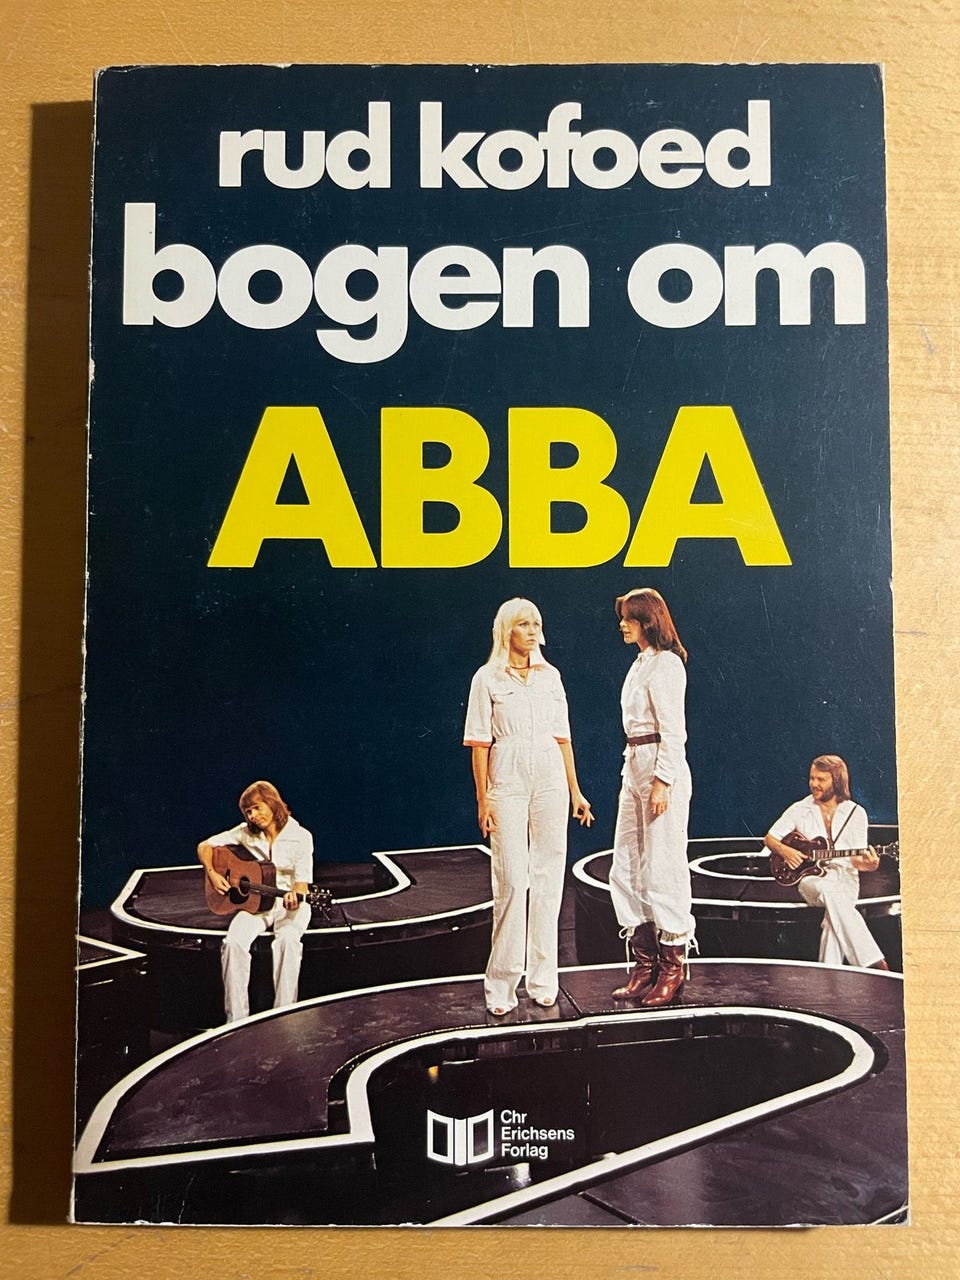 rud kofoed
bogen om
ABBA
Chr
Erichsens
Forlag